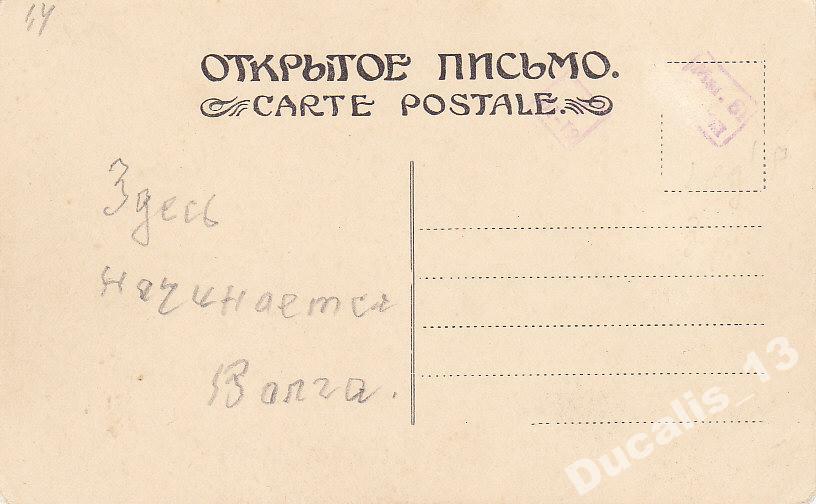 44
ОТКРЫТОЕ ПИСЬМО.
CARTE POSTALE.
Здесь
начинается
Волга.
Ducalis_13